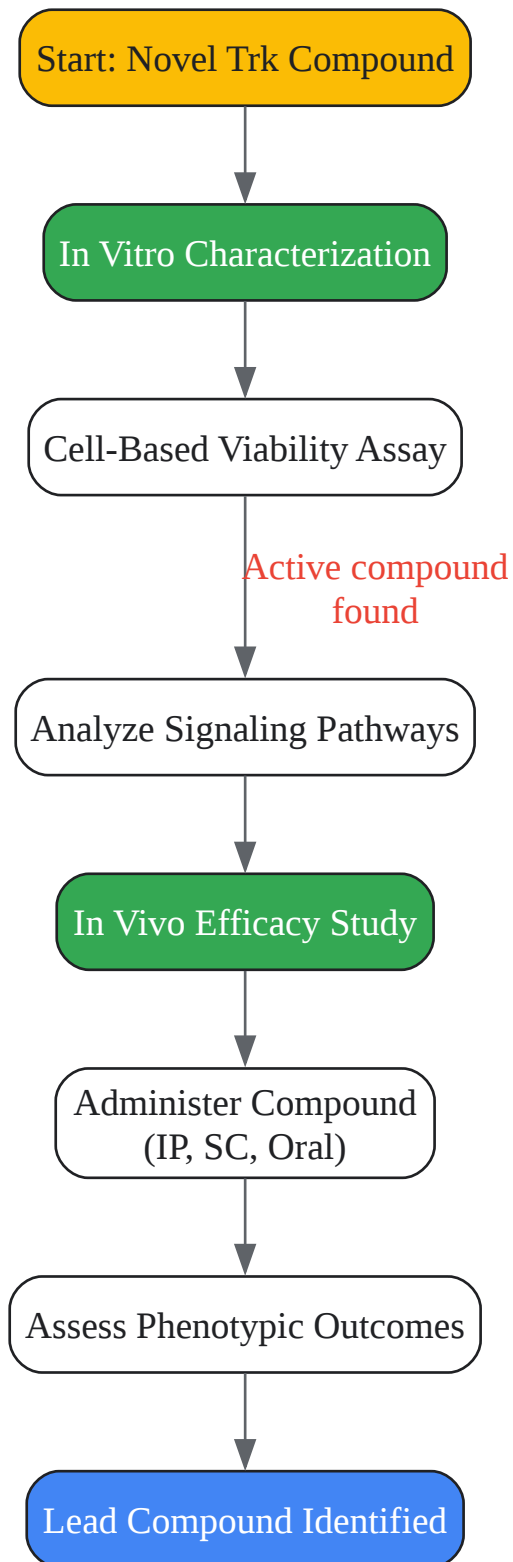 Start: Novel Trk Compound
In Vitro Characterization
Cell-Based Viability Assay
Active compound
found
Analyze Signaling Pathways
In Vivo Efficacy Study
Administer Compound
(IP, SC, Oral)
Assess Phenotypic Outcomes
Lead Compound Identified